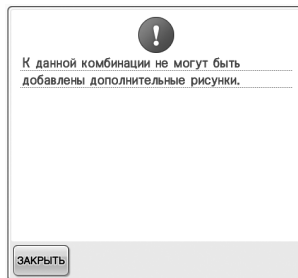 К данной комбинации не могут быть
добавлены дополнительные рисунки.
ЗАКРЫТЬ